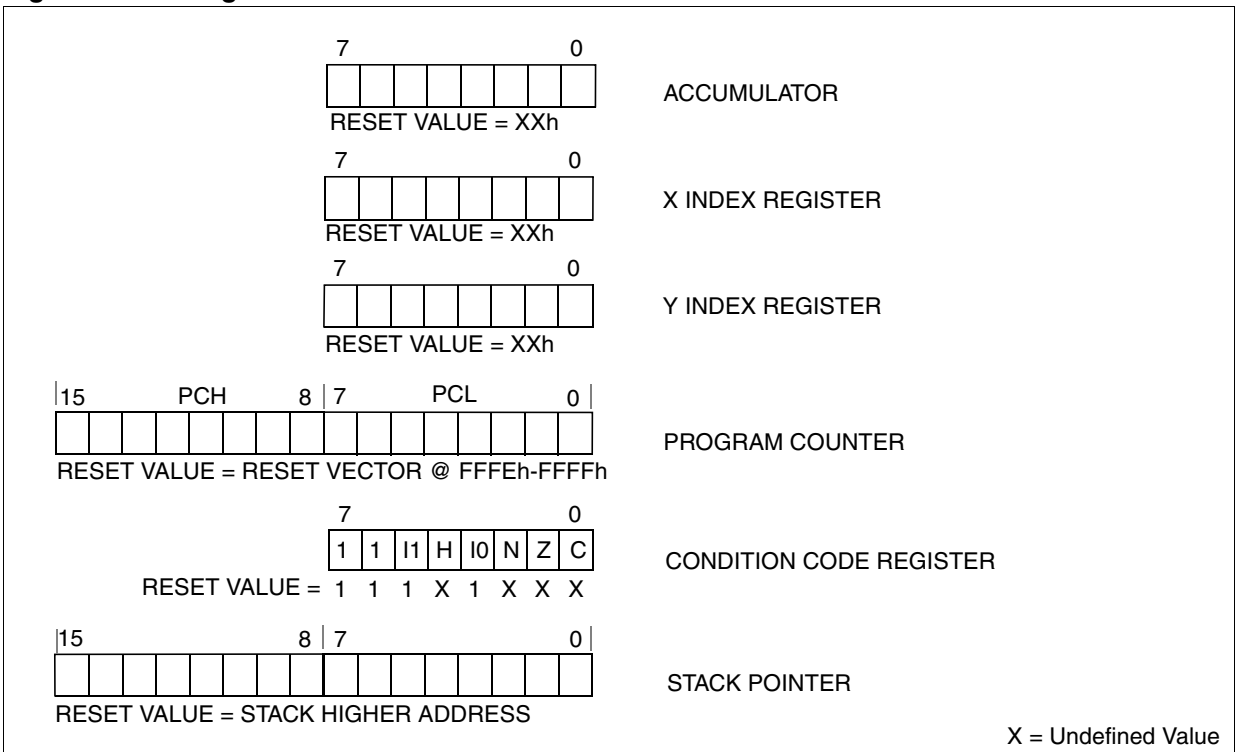 7 0
ACCUMULATOR
RESET VALUE = XXh
7 0
X INDEX REGISTER
RESET VALUE = XXh
7 0
Y INDEX REGISTER
RESET VALUE = XXh
15 PCH 8 7 PCL 0
PROGRAM COUNTER
RESET VALUE = RESET VECTOR @ FFFEh-FFFFh
7 0
1 1 I1 H I0 N Z C
CONDITION CODE REGISTER
RESET VALUE = 1 1 1 X 1 X X X
15 8 7 0
STACK POINTER
RESET VALUE = STACK HIGHER ADDRESS
X = Undefined Value